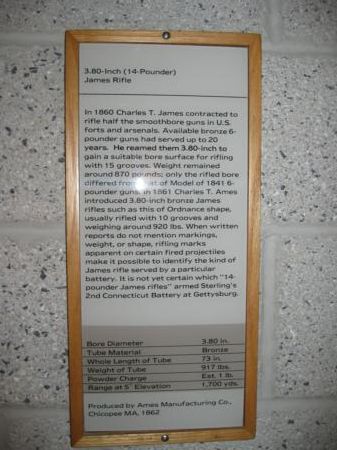 3.80-Inch (14-Pounder)
James Rifle
In 1860 Charles T. James contracted to
rifle half the smoothbore guns in U.S.
forts and arsenals. Available bronze 6-
pounder guns had served up to 20
years. He reamed them 3.80-inch to
gain a suitable bore surface for rifling
with 15 grooves. Weight remained
around 870 pounds; only the rifled bore
differed from that of Model of 1841 6-
pounder guns. In 1861 Charles T. Ames
introduced 3.80-inch bronze James
rifles such as this of Ordnance shape,
usually rifled with 10 grooves and
weighing around 920 lbs. When written
reports do not mention markings,
weight, or shape, rifling marks
apparent on certain fired projectiles
make it possible to identify the kind of
James rifle served by a particular
battery. It is not yet certain which "14-
pounder James rifles" armed Sterling's
2nd Connecticut Battery at Gettysburg.
Bore Diameter 3.80 in.
Tube Material Bronze
Whole Length of Tube 73 in.
Weight of Tube 917 lbs.
Powder Charge Est. 1 lb.
Range at 5° Elevation 1,700 yds.
Produced by Ames Manufacturing Co.,
Chicopee MA, 1862